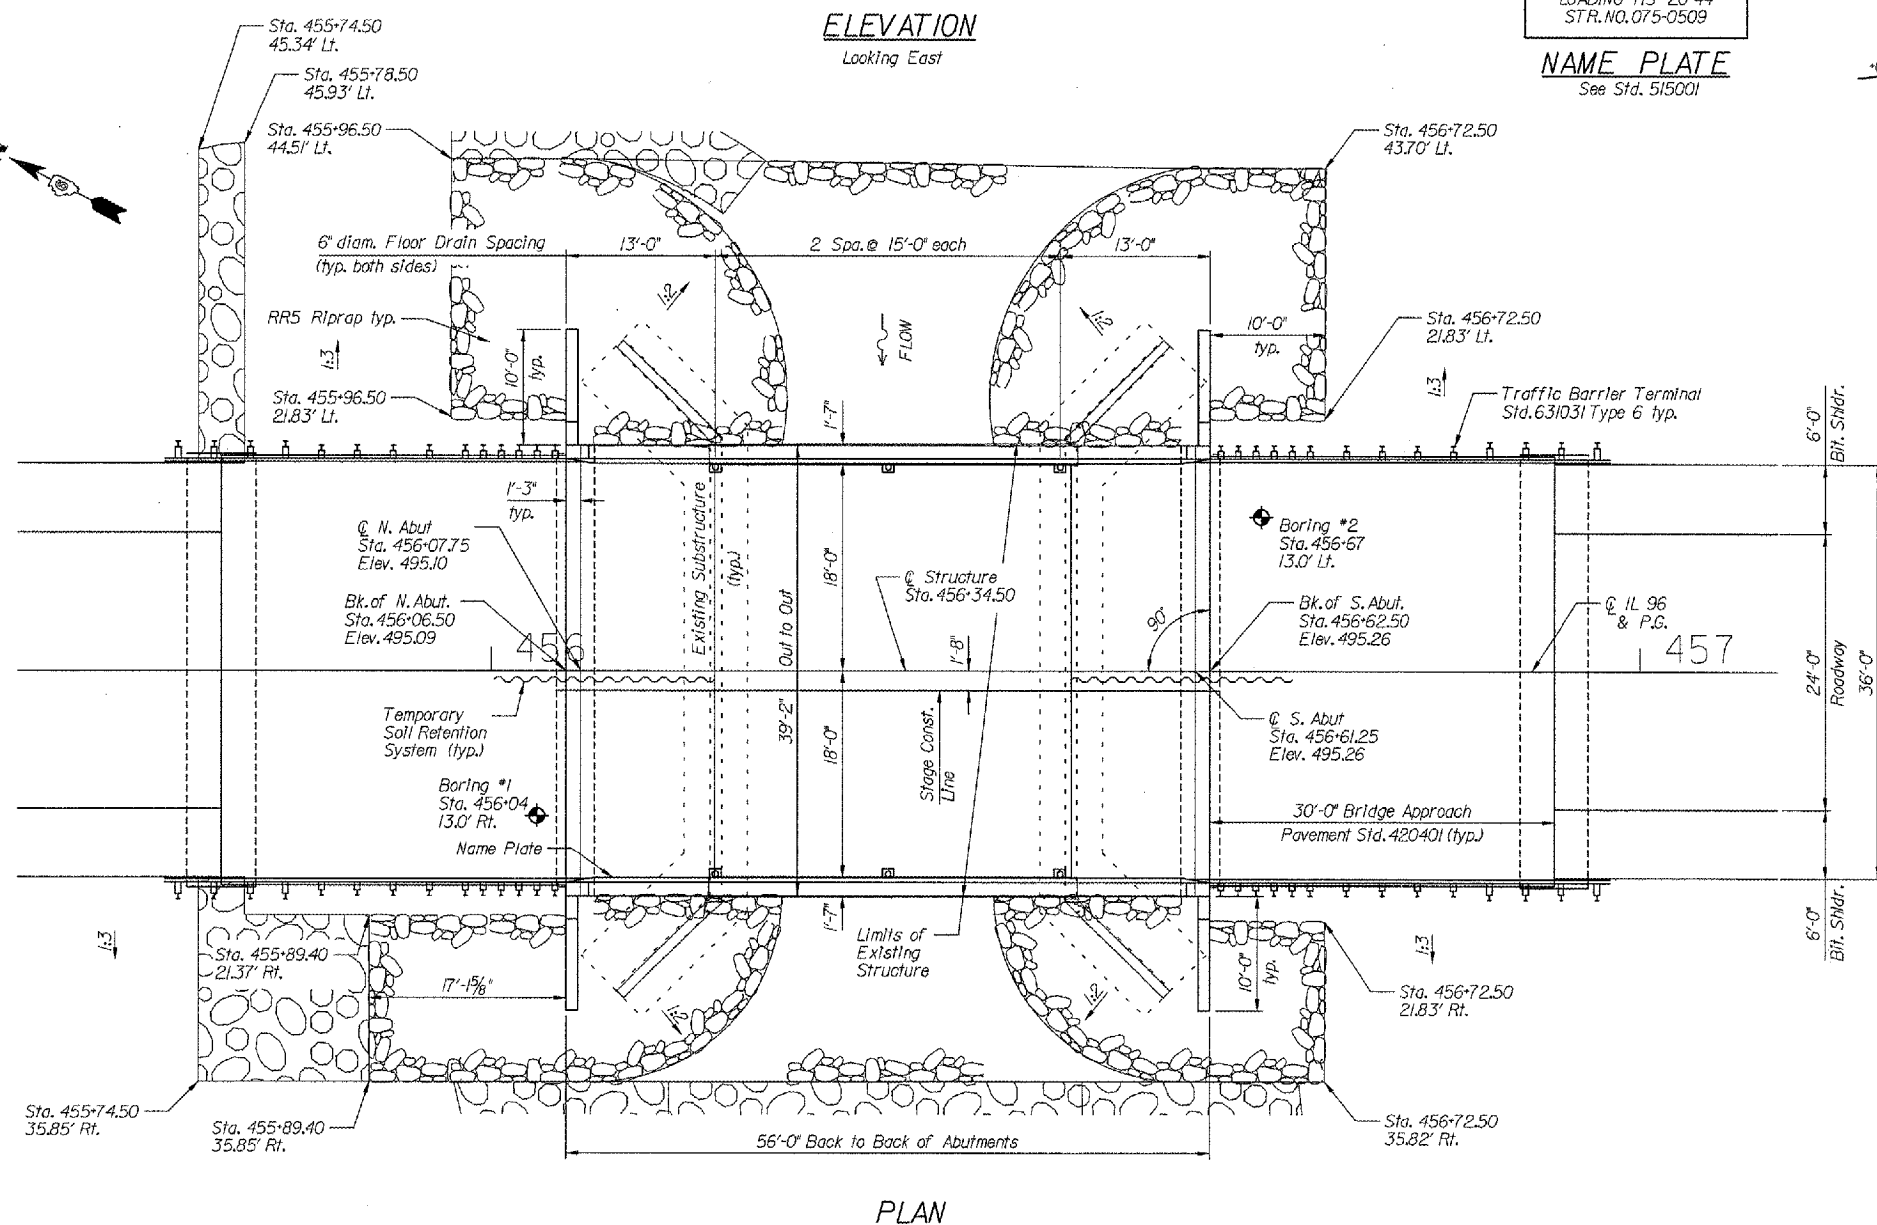 ELEVATION
Looking East
STR. NO. 075-0509
NAME PLATE
See Std. 515001
Sta. 455+74.50
45.34' Lt.
Sta. 455+78.50
45.93' Lt.
Sta. 455+96.50
44.51' Lt.
Sta. 456+72.50
43.70' Lt.
6" diam. Floor Drain Spacing
(typ. both sides)
13'-0"
2 Spa. @ 15'-0" each
13'-0"
RR5 Riprap typ.
1:3
10'-0"
typ.
1:2
FLOW
1:2
10'-0"
typ.
Sta. 456+72.50
21.83' Lt.
1:3
Sta. 455+96.50
21.83' Lt.
1'-7"
Traffic Barrier Terminal
Std. 631031 Type 6 typ.
6'-0"
Bit. Shldr.
1'-3"
typ.
℄ N. Abut
Sta. 456+07.75
Elev. 495.10
Bk. of N. Abut.
Sta. 456+06.50
Elev. 495.09
456
Existing Substructure
(typ.)
39'-2" Out to Out
18'-0"
℄ Structure
Sta. 456+34.50
1'-8"
90°
Boring #2
Sta. 456+67
13.0' Lt.
Bk. of S. Abut.
Sta. 456+62.50
Elev. 495.26
℄ IL 96
& P.G.
457
24'-0"
Roadway
36'-0"
Temporary
Soil Retention
System (typ.)
18'-0"
Stage Const.
Line
℄ S. Abut
Sta. 456+61.25
Elev. 495.26
Boring #1
Sta. 456+04
13.0' Rt.
Name Plate
30'-0" Bridge Approach
Pavement Std. 420401 (typ.)
1:3
Sta. 455+89.40
21.37' Rt.
17'-1⅝"
1:2
1'-7"
Limits of
Existing
Structure
1:2
10'-0"
typ.
1:3
6'-0"
Bit. Shldr.
Sta. 456+72.50
21.83' Rt.
Sta. 455+74.50
35.85' Rt.
Sta. 455+89.40
35.85' Rt.
Sta. 456+72.50
35.82' Rt.
56'-0" Back to Back of Abutments
PLAN